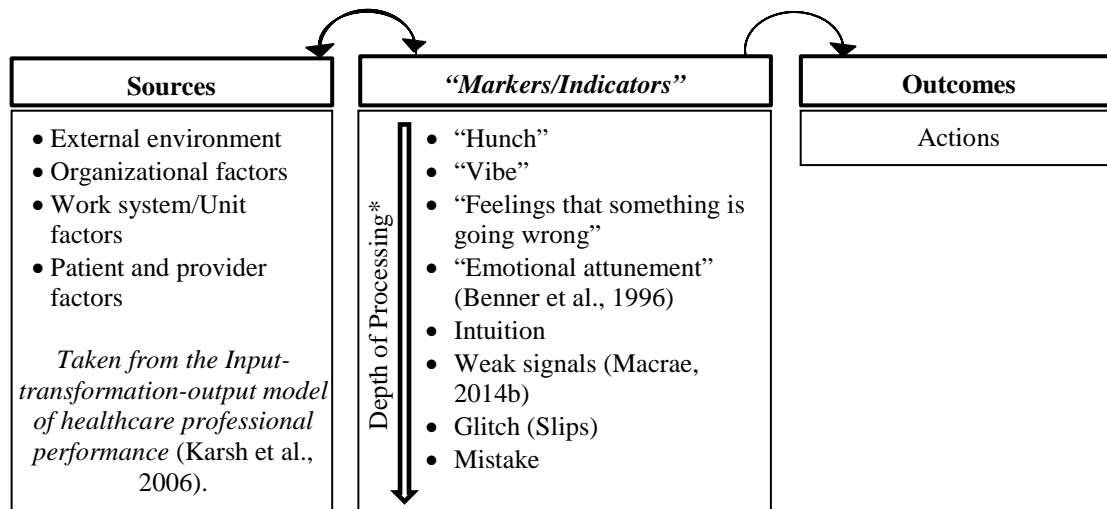 Sources
• External environment
• Organizational factors
• Work system/Unit
factors
• Patient and provider
factors
Taken from the Input-
transformation-output model
of healthcare professional
performance (Karsh et al.,
2006).
“Markers/Indicators”
Depth of Processing*
• “Hunch”
• “Vibe”
• “Feelings that something is
going wrong”
• “Emotional attunement”
(Benner et al., 1996)
• Intuition
• Weak signals (Macrae,
2014b)
• Glitch (Slips)
• Mistake
Outcomes
Actions